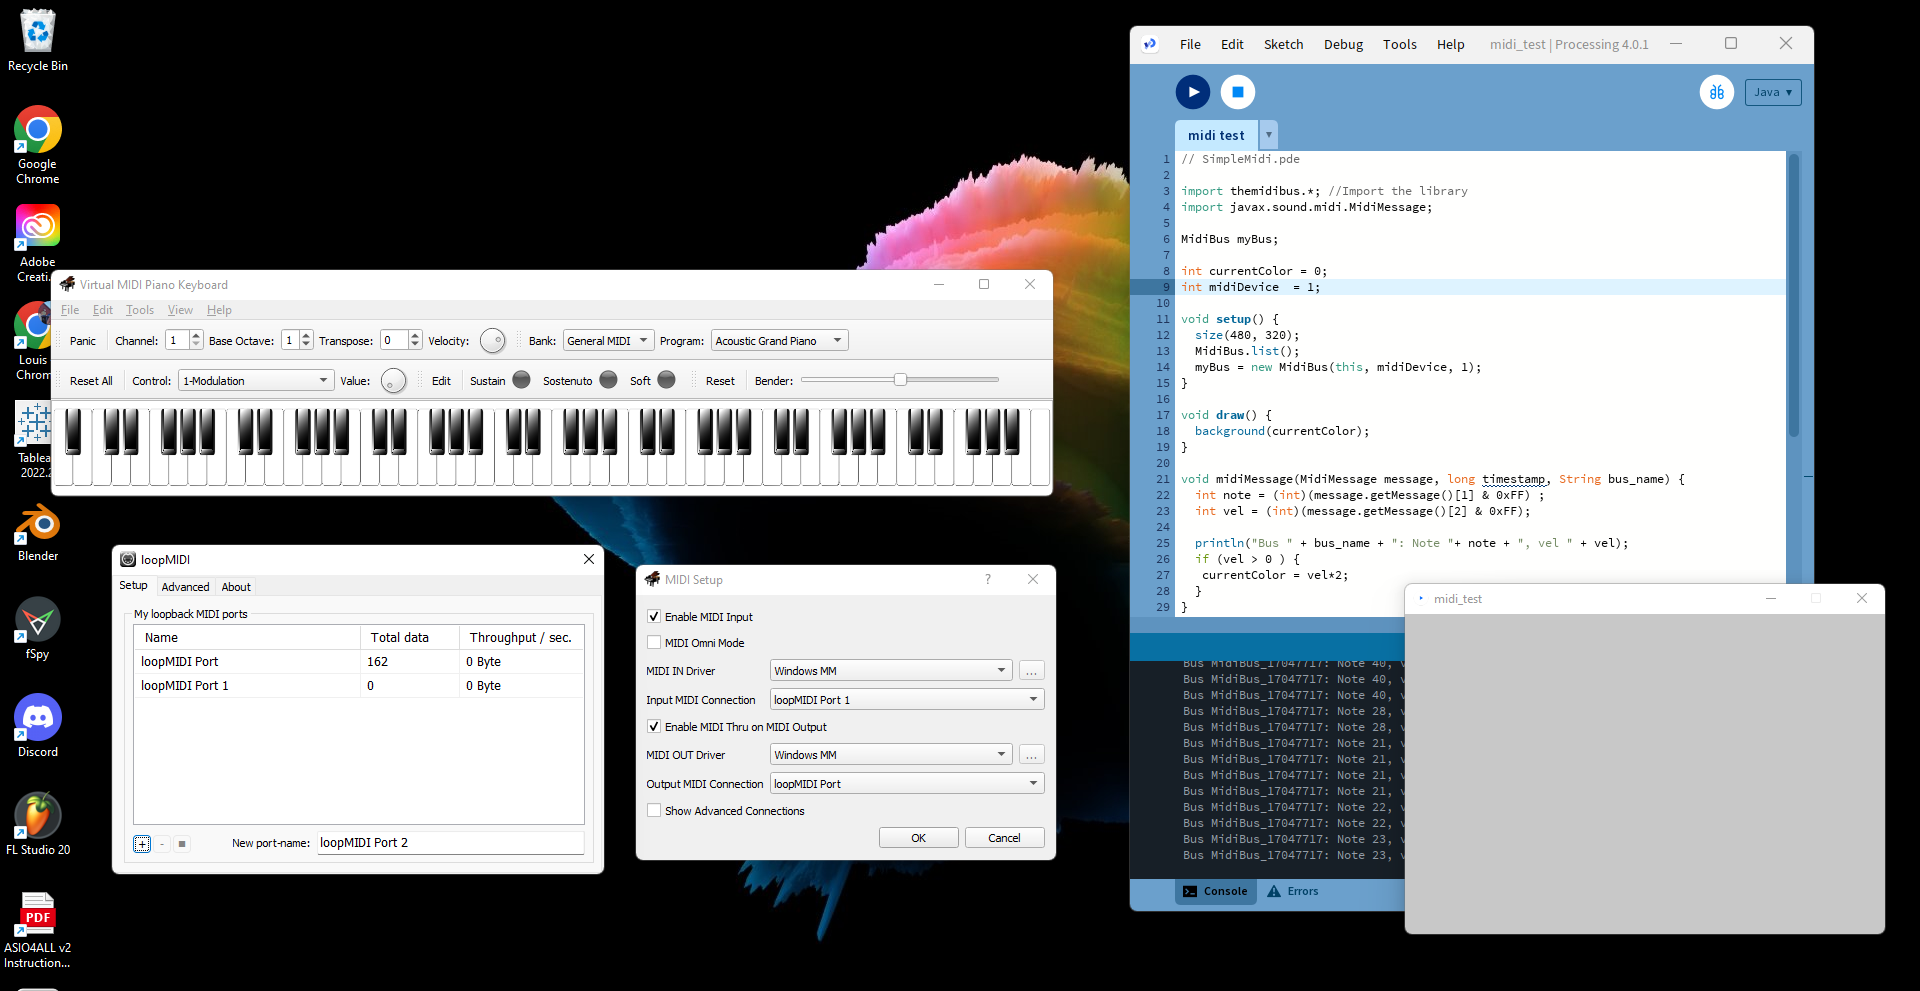 Recycle Bin
Google
Chrome
Adobe
Creati...
Louis
Chrom
Tablea
2022.2
Blender
fSpy
Discord
FL Studio 20
PDF
ASIO4ALL v2
Instruction...
Virtual MIDI Piano Keyboard
File Edit Tools View Help
Panic Channel: 1 Base Octave: 1 Transpose: 0 Velocity: Bank: General MIDI Program: Acoustic Grand Piano
Reset All Control: 1-Modulation Value: Edit Sustain Sostenuto Soft Reset Bender:
loopMIDI
Setup Advanced About
My loopback MIDI ports
Name Total data Throughput / sec.
loopMIDI Port 162 0 Byte
loopMIDI Port 1 0 0 Byte
+ - New port-name: loopMIDI Port 2
MIDI Setup ?
Enable MIDI Input
MIDI Omni Mode
MIDI IN Driver Windows MM ...
Input MIDI Connection loopMIDI Port 1
Enable MIDI Thru on MIDI Output
MIDI OUT Driver Windows MM ...
Output MIDI Connection loopMIDI Port
Show Advanced Connections
OK Cancel
File Edit Sketch Debug Tools Help midi_test | Processing 4.0.1
Java ▾
midi test ▾
1 // SimpleMidi.pde
2
3 import themidibus.*; //Import the library
4 import javax.sound.midi.MidiMessage;
5
6 MidiBus myBus;
7
8 int currentColor = 0;
9 int midiDevice  = 1;
10
11 void setup() {
12   size(480, 320);
13   MidiBus.list();
14   myBus = new MidiBus(this, midiDevice, 1);
15 }
16
17 void draw() {
18   background(currentColor);
19 }
20
21 void midiMessage(MidiMessage message, long timestamp, String bus_name) {
22   int note = (int)(message.getMessage()[1] & 0xFF) ;
23   int vel = (int)(message.getMessage()[2] & 0xFF);
24
25   println("Bus " + bus_name + ": Note "+ note + ", vel " + vel);
26   if (vel > 0 ) {
27    currentColor = vel*2;
28   }
29 }
Bus MidiBus_17047717: Note 40, v
Bus MidiBus_17047717: Note 40, v
Bus MidiBus_17047717: Note 40, v
Bus MidiBus_17047717: Note 28, v
Bus MidiBus_17047717: Note 28, v
Bus MidiBus_17047717: Note 21, v
Bus MidiBus_17047717: Note 21, v
Bus MidiBus_17047717: Note 21, v
Bus MidiBus_17047717: Note 21, v
Bus MidiBus_17047717: Note 22, v
Bus MidiBus_17047717: Note 22, v
Bus MidiBus_17047717: Note 23, v
Bus MidiBus_17047717: Note 23, v
Console Errors
midi_test